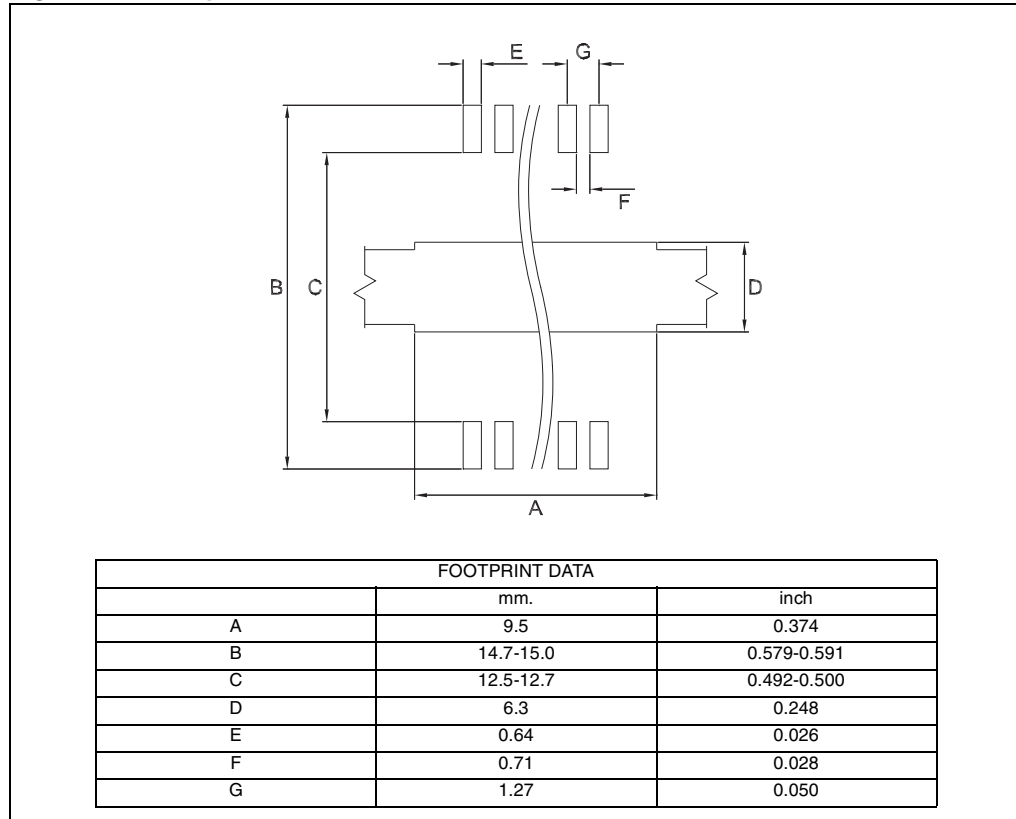 E
G
F
B
C
D
A
FOOTPRINT DATA
mm. inch
A 9.5 0.374
B 14.7-15.0 0.579-0.591
C 12.5-12.7 0.492-0.500
D 6.3 0.248
E 0.64 0.026
F 0.71 0.028
G 1.27 0.050